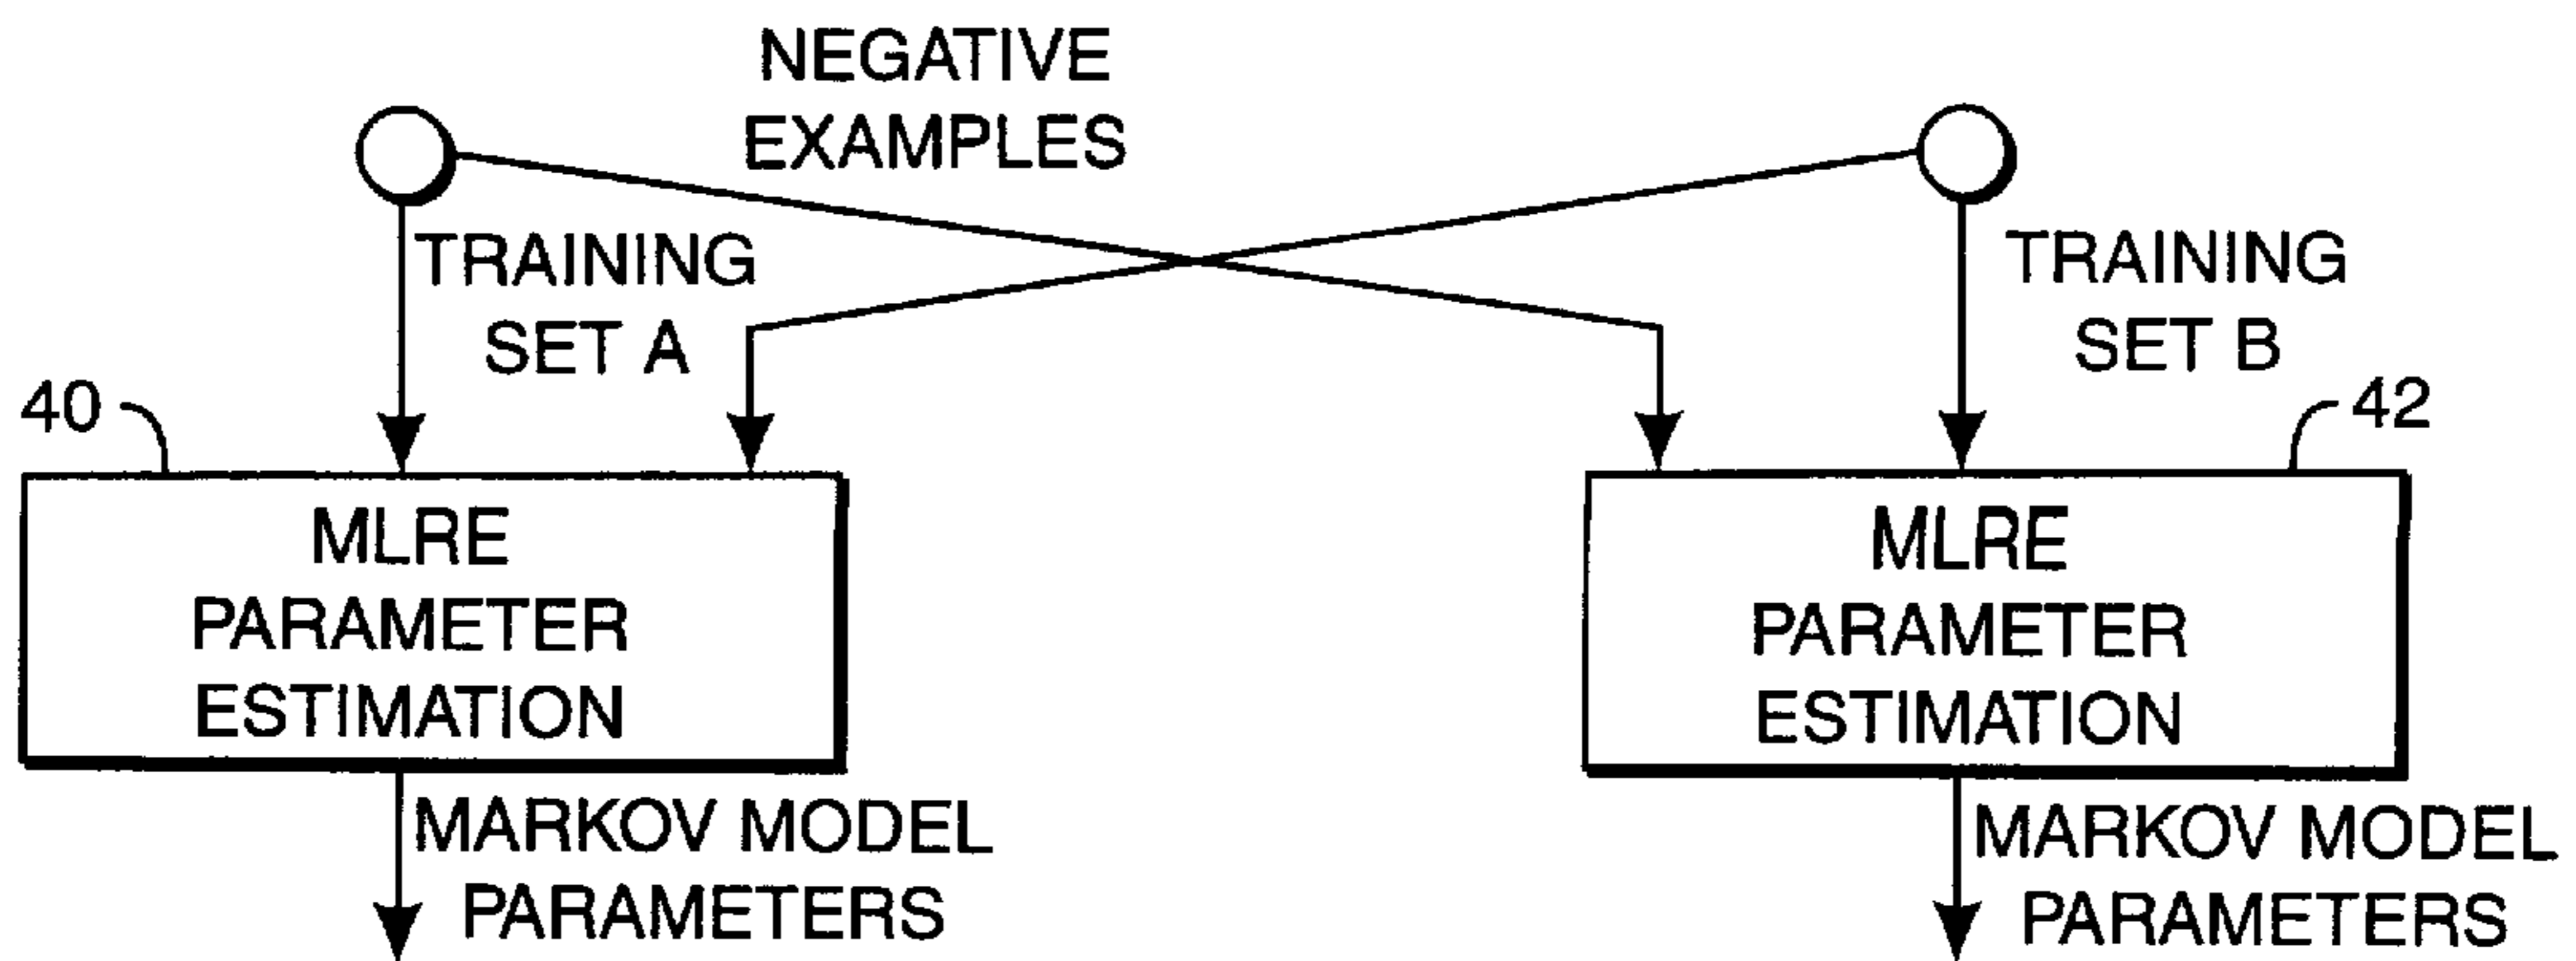 NEGATIVE
EXAMPLES
TRAINING
SET A
TRAINING
SET B
40
42
MLRE
PARAMETER
ESTIMATION
MLRE
PARAMETER
ESTIMATION
MARKOV MODEL
PARAMETERS
MARKOV MODEL
PARAMETERS